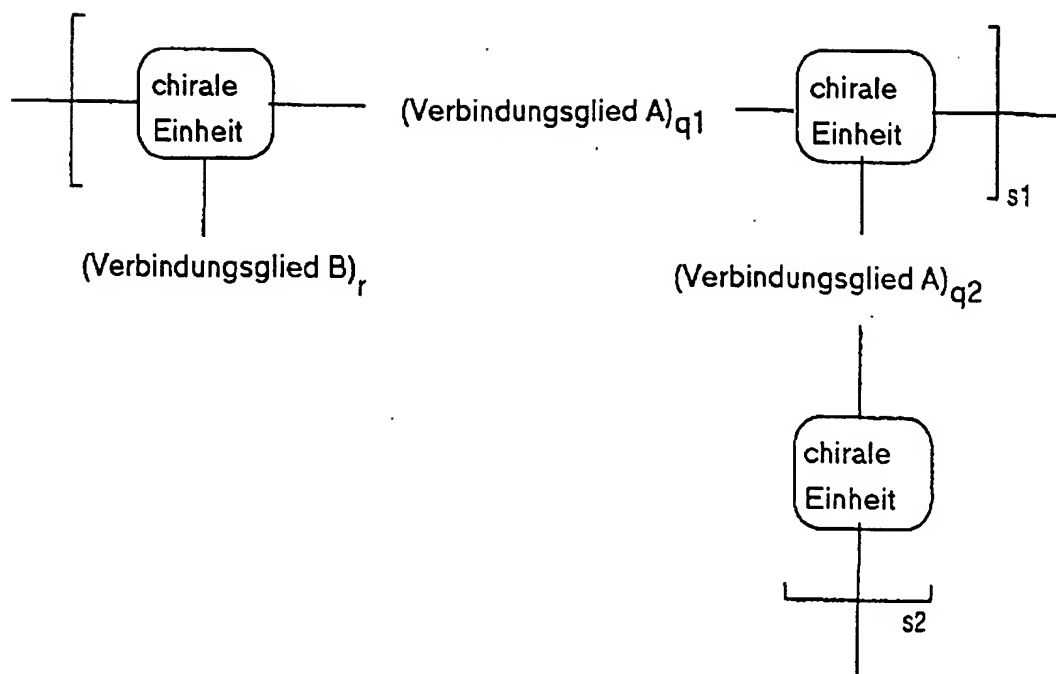 chirale
Einheit
(Verbindungsglied A)q1
chirale
Einheit
s1
(Verbindungsglied B)r
(Verbindungsglied A)q2
chirale
Einheit
s2